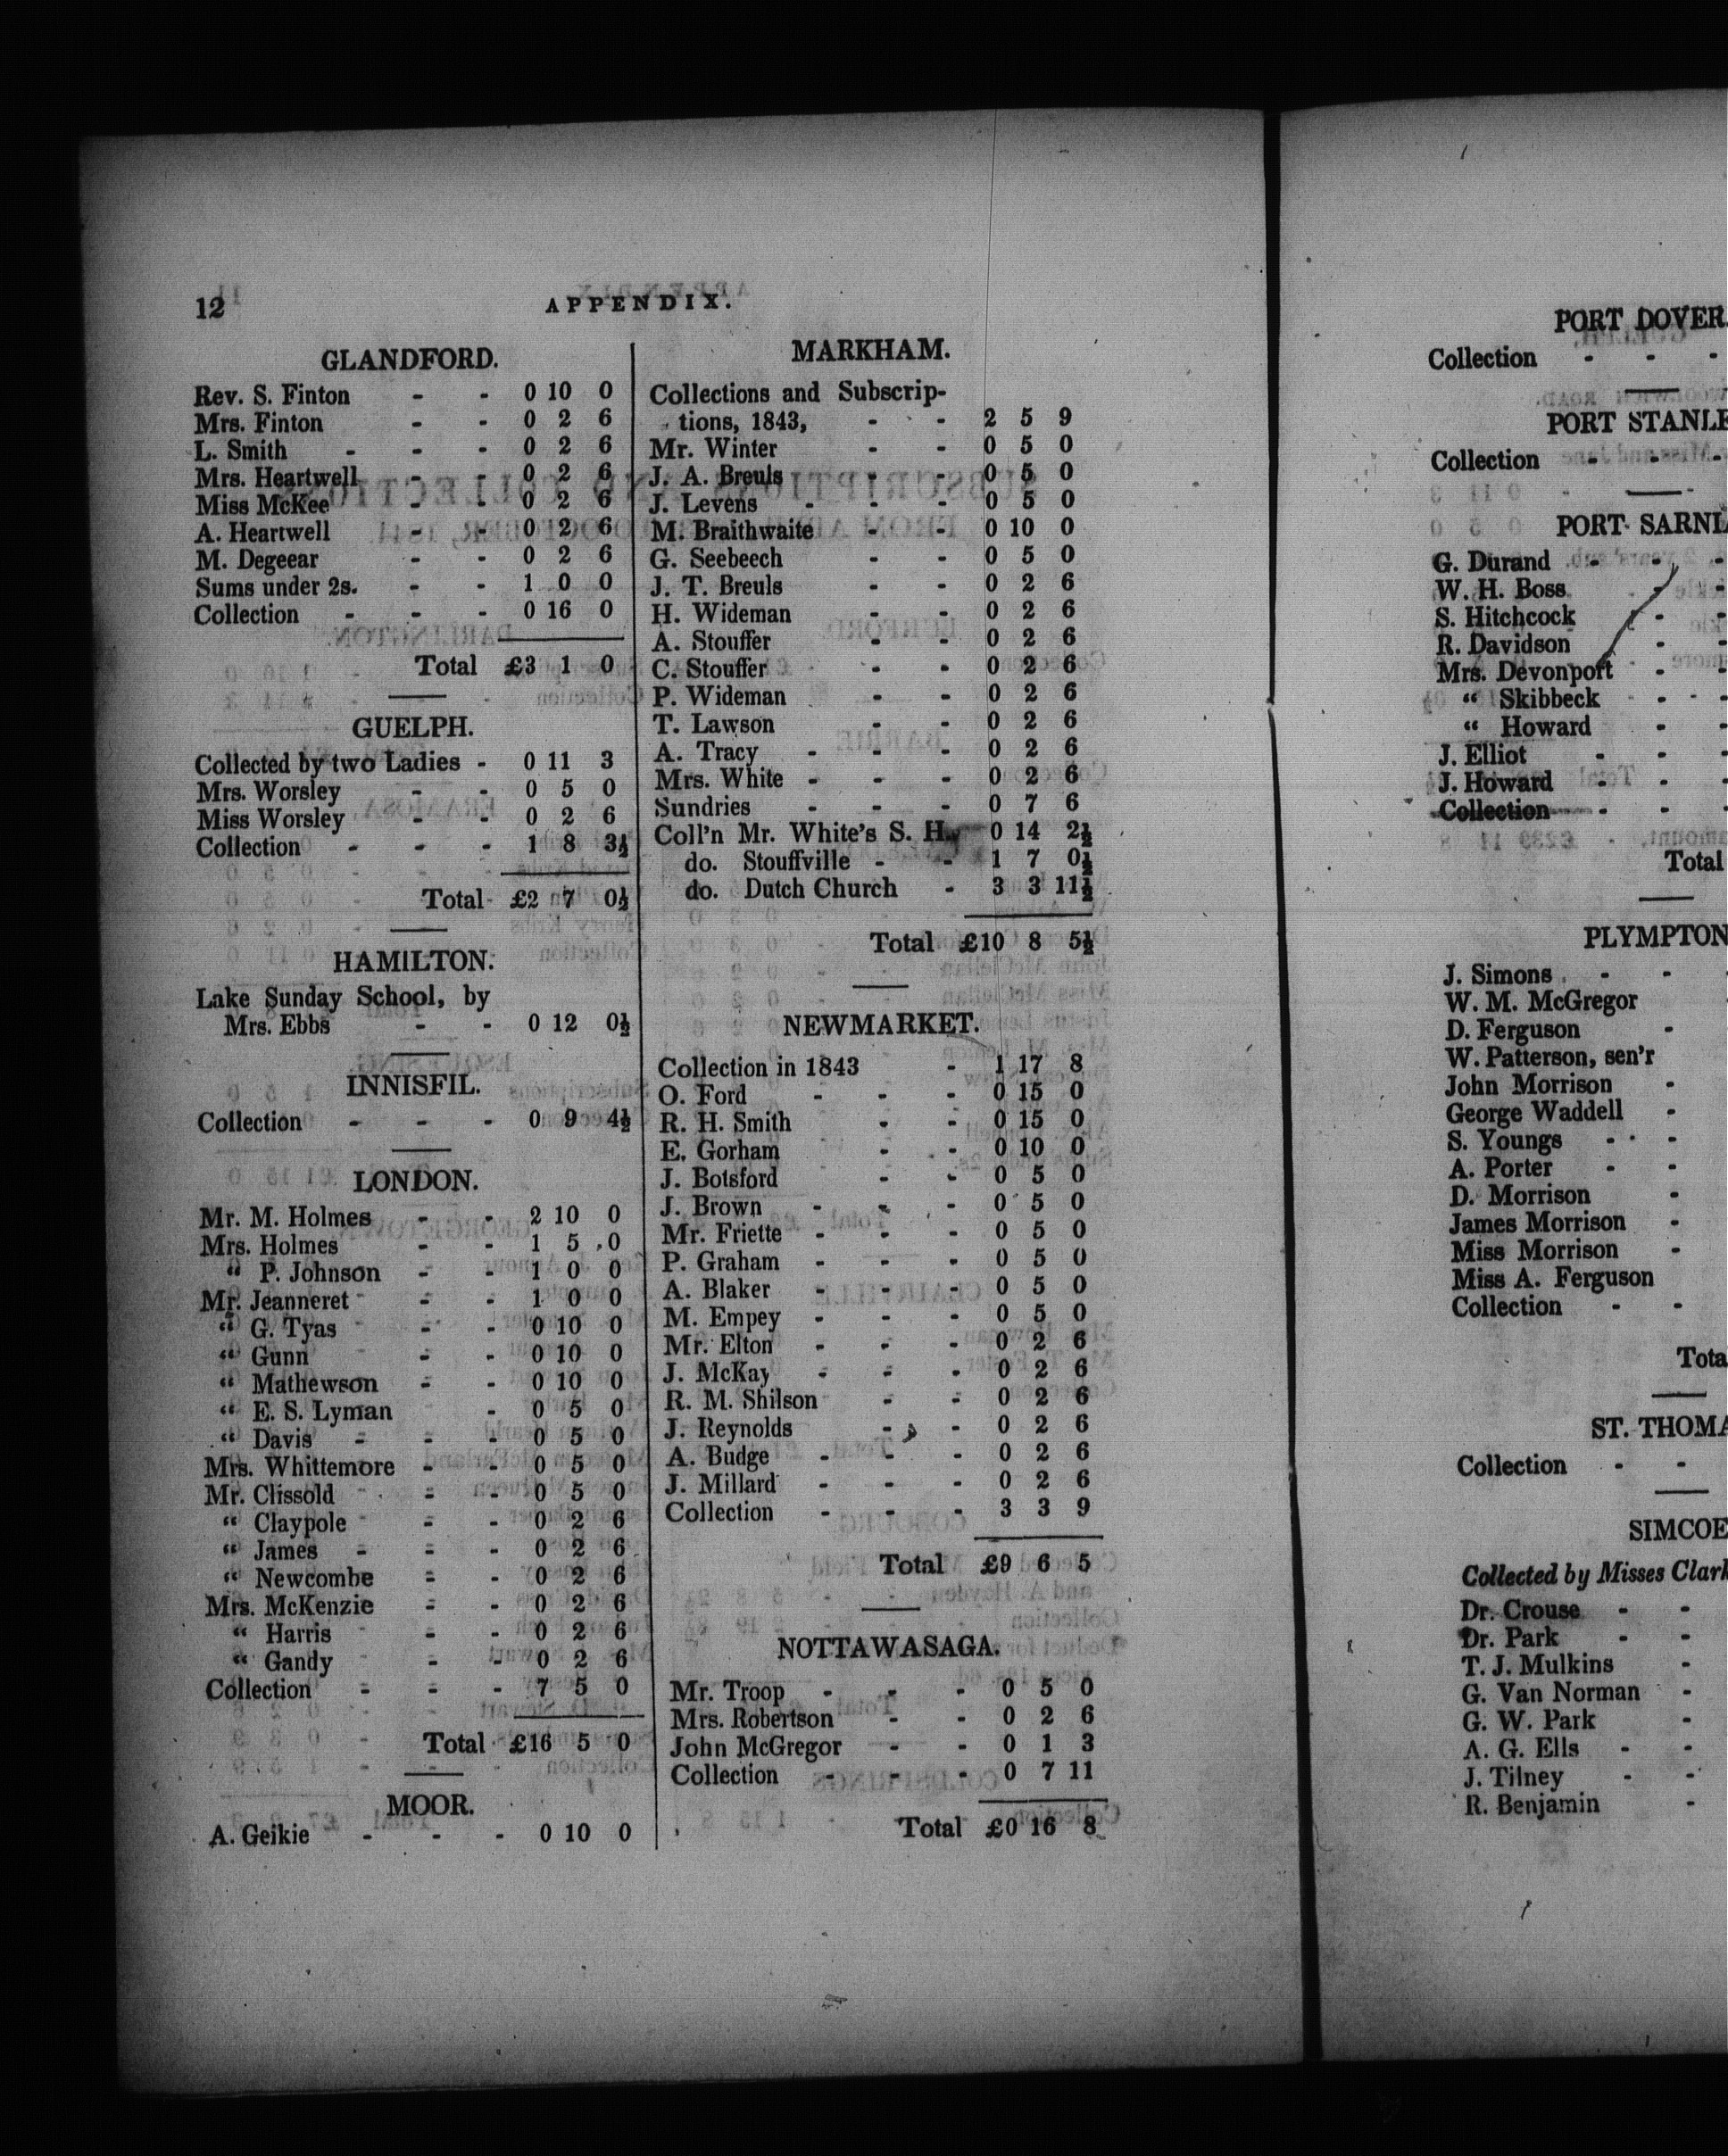 12
APPENDIX.
GLANDFORD.
Rev. S. Finton - - 0 10 0
Mrs. Finton - - 0 2 6
L. Smith - - - 0 2 6
Mrs. Heartwell - - 0 2 6
Miss McKee - - 0 2 6
A. Heartwell - - 0 2 6
M. Degeear - - 0 2 6
Sums under 2s. - - 1 0 0
Collection - - - 0 16 0
Total £3 1 0
GUELPH.
Collected by two Ladies - 0 11 3
Mrs. Worsley - - 0 5 0
Miss Worsley - - 0 2 6
Collection - - - 1 8 3½
Total £2 7 0½
HAMILTON.
Lake Sunday School, by
Mrs. Ebbs - - 0 12 0½
INNISFIL.
Collection - - - 0 9 4½
LONDON.
Mr. M. Holmes - - 2 10 0
Mrs. Holmes - - 1 5 0
“ P. Johnson - - 1 0 0
Mr. Jeanneret - - 1 0 0
“ G. Tyas - - 0 10 0
“ Gunn - - 0 10 0
“ Mathewson - - 0 10 0
“ E. S. Lyman - 0 5 0
“ Davis - - - 0 5 0
Mrs. Whittemore - - 0 5 0
Mr. Clissold - - 0 5 0
“ Claypole - - 0 2 6
“ James - - - 0 2 6
“ Newcombe - - 0 2 6
Mrs. McKenzie - - 0 2 6
“ Harris - - 0 2 6
“ Gandy - - 0 2 6
Collection - - - 7 5 0
Total £16 5 0
MOOR.
A. Geikie - - - 0 10 0
MARKHAM.
Collections and Subscrip-
tions, 1843, - - 2 5 9
Mr. Winter - - 0 5 0
J. A. Breuls - - 0 5 0
J. Levens - - - 0 5 0
M. Braithwaite - - 0 10 0
G. Seebeech - - 0 5 0
J. T. Breuls - - 0 2 6
H. Wideman - - 0 2 6
A. Stouffer - - 0 2 6
C. Stouffer - - 0 2 6
P. Wideman - - 0 2 6
T. Lawson - - 0 2 6
A. Tracy - - - 0 2 6
Mrs. White - - - 0 2 6
Sundries - - - 0 7 6
Coll'n Mr. White's S. H. 0 14 2½
do. Stouffville - - 1 7 0½
do. Dutch Church - 3 3 11½
Total £10 8 5½
NEWMARKET.
Collection in 1843 - 1 17 8
O. Ford - - - 0 15 0
R. H. Smith - - 0 15 0
E. Gorham - - 0 10 0
J. Botsford - - 0 5 0
J. Brown - - - 0 5 0
Mr. Friette - - - 0 5 0
P. Graham - - - 0 5 0
A. Blaker - - - 0 5 0
M. Empey - - - 0 5 0
Mr. Elton - - - 0 2 6
J. McKay - - - 0 2 6
R. M. Shilson - - 0 2 6
J. Reynolds - - 0 2 6
A. Budge - - - 0 2 6
J. Millard - - - 0 2 6
Collection - - - 3 3 9
Total £9 6 5
NOTTAWASAGA.
Mr. Troop - - - 0 5 0
Mrs. Robertson - - 0 2 6
John McGregor - - 0 1 3
Collection - - - 0 7 11
Total £0 16 8
PORT DOVER.
Collection - - -
PORT STANLE
Collection - - -
PORT SARNI
G. Durand - - -
W. H. Boss - -
S. Hitchcock - -
R. Davidson - -
Mrs. Devonport - -
“ Skibbeck - -
“ Howard - -
J. Elliot - - -
J. Howard - - -
Collection - - -
Total
PLYMPTON
J. Simons - - -
W. M. McGregor -
D. Ferguson -
W. Patterson, sen'r
John Morrison -
George Waddell -
S. Youngs - -
A. Porter - -
D. Morrison -
James Morrison -
Miss Morrison -
Miss A. Ferguson
Collection - -
Tota
ST. THOMA
Collection - -
SIMCOE
Collected by Misses Clark
Dr. Crouse - -
Dr. Park - -
T. J. Mulkins -
G. Van Norman -
G. W. Park -
A. G. Ells - -
J. Tilney - -
R. Benjamin -